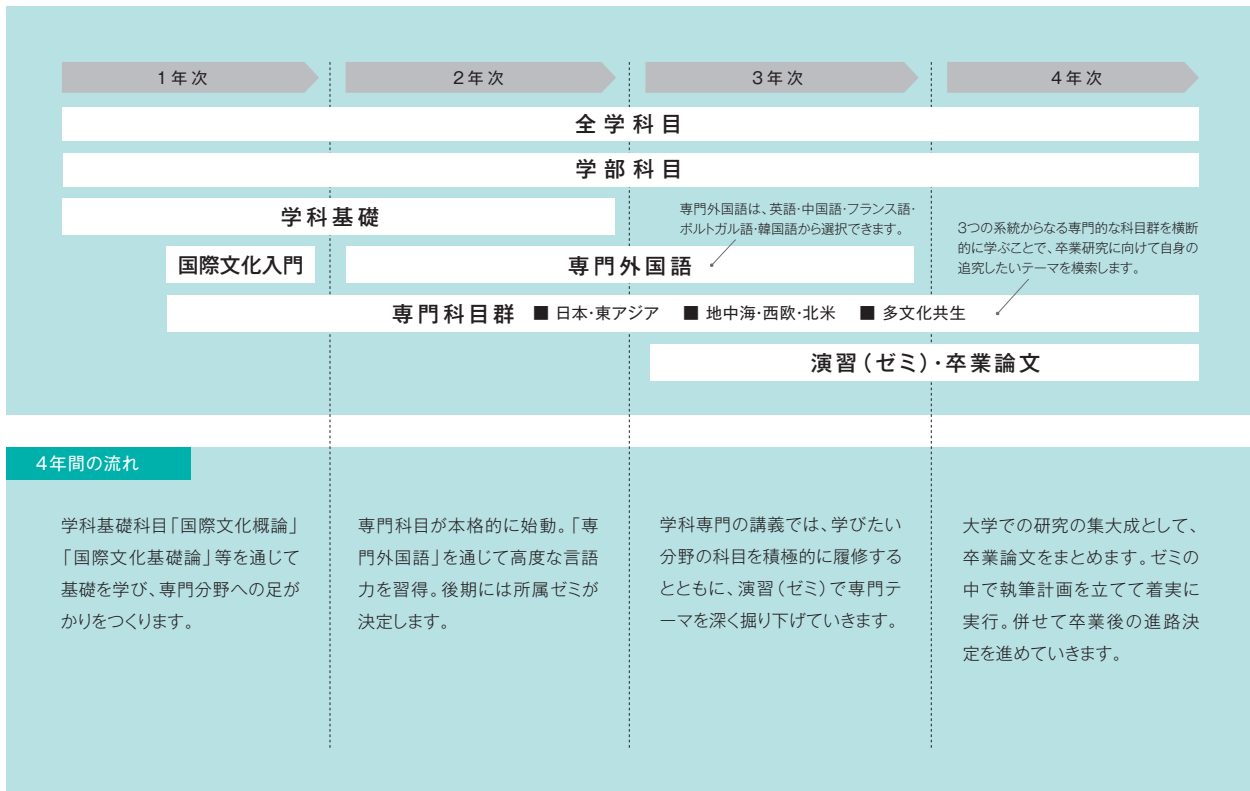 1年次
2年次
3年次
4年次
全学科目
学部科目
学科基礎
専門外国語は、英語・中国語・フランス語・
ポルトガル語・韓国語から選択できます。
3つの系統からなる専門的な科目群を横断
的に学ぶことで、卒業研究に向けて自身の
追究したいテーマを模索します。
国際文化入門
専門外国語
専門科目群 ■ 日本・東アジア ■ 地中海・西欧・北米 ■ 多文化共生
演習（ゼミ）・卒業論文
4年間の流れ
学科基礎科目「国際文化概論」
「国際文化基礎論」等を通じて
基礎を学び、専門分野への足が
かりをつくります。
専門科目が本格的に始動。「専
門外国語」を通じて高度な言語
力を習得。後期には所属ゼミが
決定します。
学科専門の講義では、学びたい
分野の科目を積極的に履修する
とともに、演習（ゼミ）で専門テ
ーマを深く掘り下げていきます。
大学での研究の集大成として、
卒業論文をまとめます。ゼミの
中で執筆計画を立てて着実に
実行。併せて卒業後の進路決
定を進めていきます。